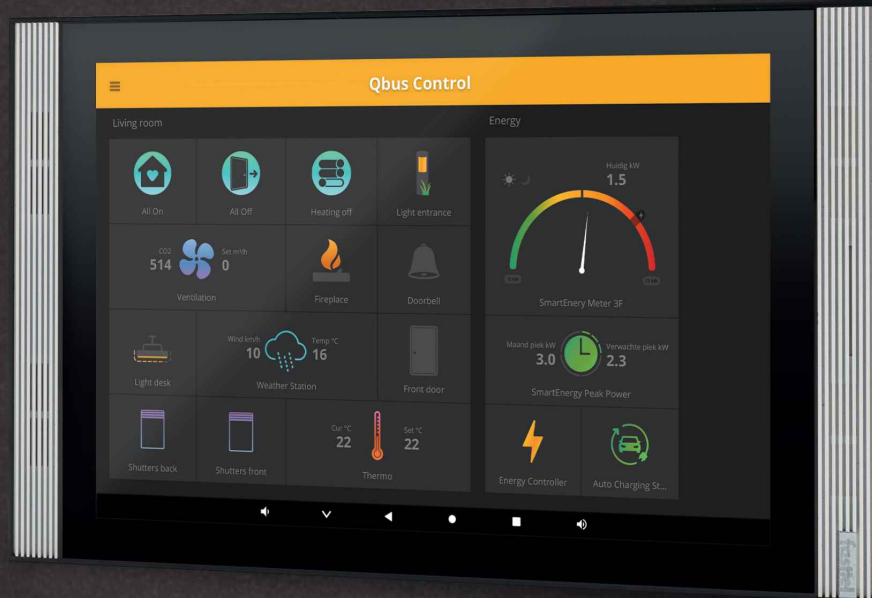 Qbus Control
Living room
Energy
All On
All Off
Heating off
Light entrance
Huidig kW
1.5
CO2
514
Set m³/h
0
Ventilation
Fireplace
Doorbell
SmartEnery Meter 3F
Light desk
Wind km/h
10
Temp °C
16
Weather Station
Front door
Maand piek kW
3.0
Verwachte piek kW
2.3
SmartEnergy Peak Power
Shutters back
Shutters front
Cur °C
22
Set °C
22
Thermo
Energy Controller
Auto Charging St...